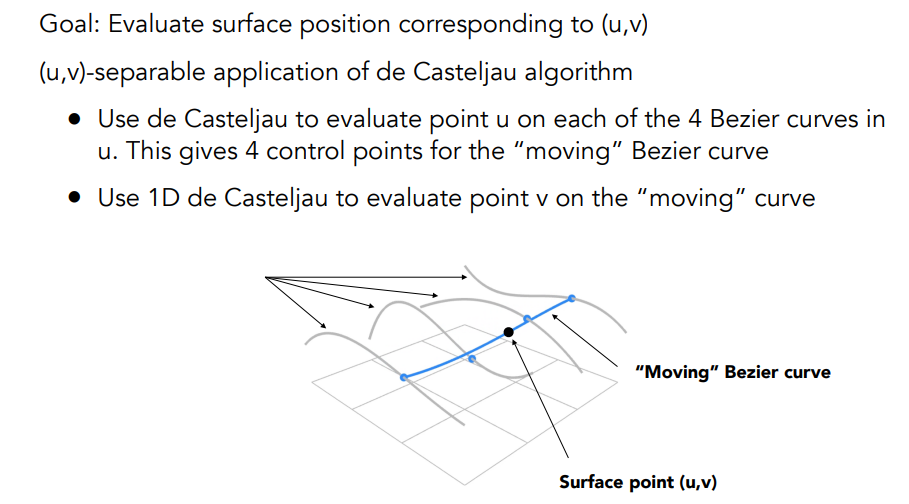 Goal: Evaluate surface position corresponding to (u,v)
(u,v)-separable application of de Casteljau algorithm
● Use de Casteljau to evaluate point u on each of the 4 Bezier curves in
u. This gives 4 control points for the “moving” Bezier curve
● Use 1D de Casteljau to evaluate point v on the “moving” curve
“Moving” Bezier curve
Surface point (u,v)